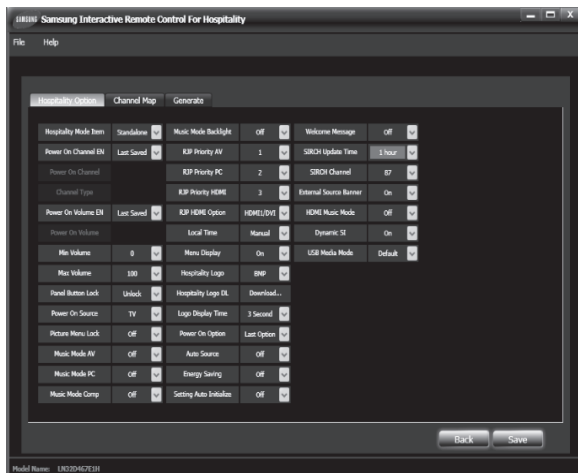 SAMSUNG Samsung Interactive Remote Control For Hospitality
File Help
Hospitality Option Channel Map Generate
Hospitality Mode Item Standalone Music Mode Backlight Off Welcome Message Off
Power On Channel EN Last Saved RJP Priority AV 1 SIRCH Update Time 1 hour
Power On Channel RJP Priority PC 2 SIRCH Channel 87
Channel Type RJP Priority HDMI 3 External Source Banner On
Power On Volume EN Last Saved RJP HDMI Option HDMI1/DVI HDMI Music Mode Off
Power On Volume Local Time Manual Dynamic SI On
Min Volume 0 Menu Display On USB Media Mode Default
Max Volume 100 Hospitality Logo BMP
Panel Button Lock Unlock Hospitality Logo DL Download...
Power On Source TV Logo Display Time 3 Second
Picture Menu Lock Off Power On Option Last Option
Music Mode AV Off Auto Source Off
Music Mode PC Off Energy Saving Off
Music Mode Comp Off Setting Auto Initialize Off
Back Save
Model Name: LN32D467E1H